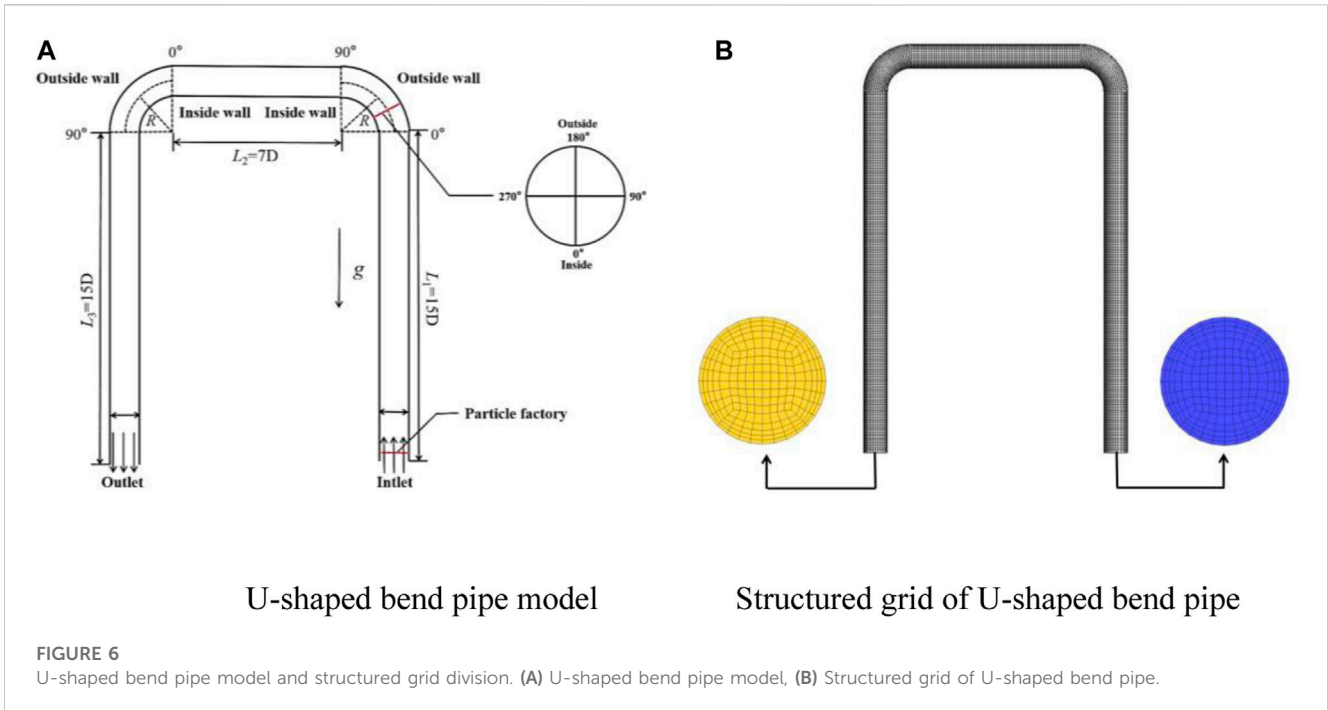 A
0°
90°
Outside wall
Outside wall
Inside wall
Inside wall
R
R
90°
0°
L₂=7D
Outside
180°
270°
90°
0°
Inside
g
L₃=15D
L₁=15D
Particle factory
Outlet
Intlet
B
U-shaped bend pipe model
Structured grid of U-shaped bend pipe
FIGURE 6
U-shaped bend pipe model and structured grid division. (A) U-shaped bend pipe model, (B) Structured grid of U-shaped bend pipe.